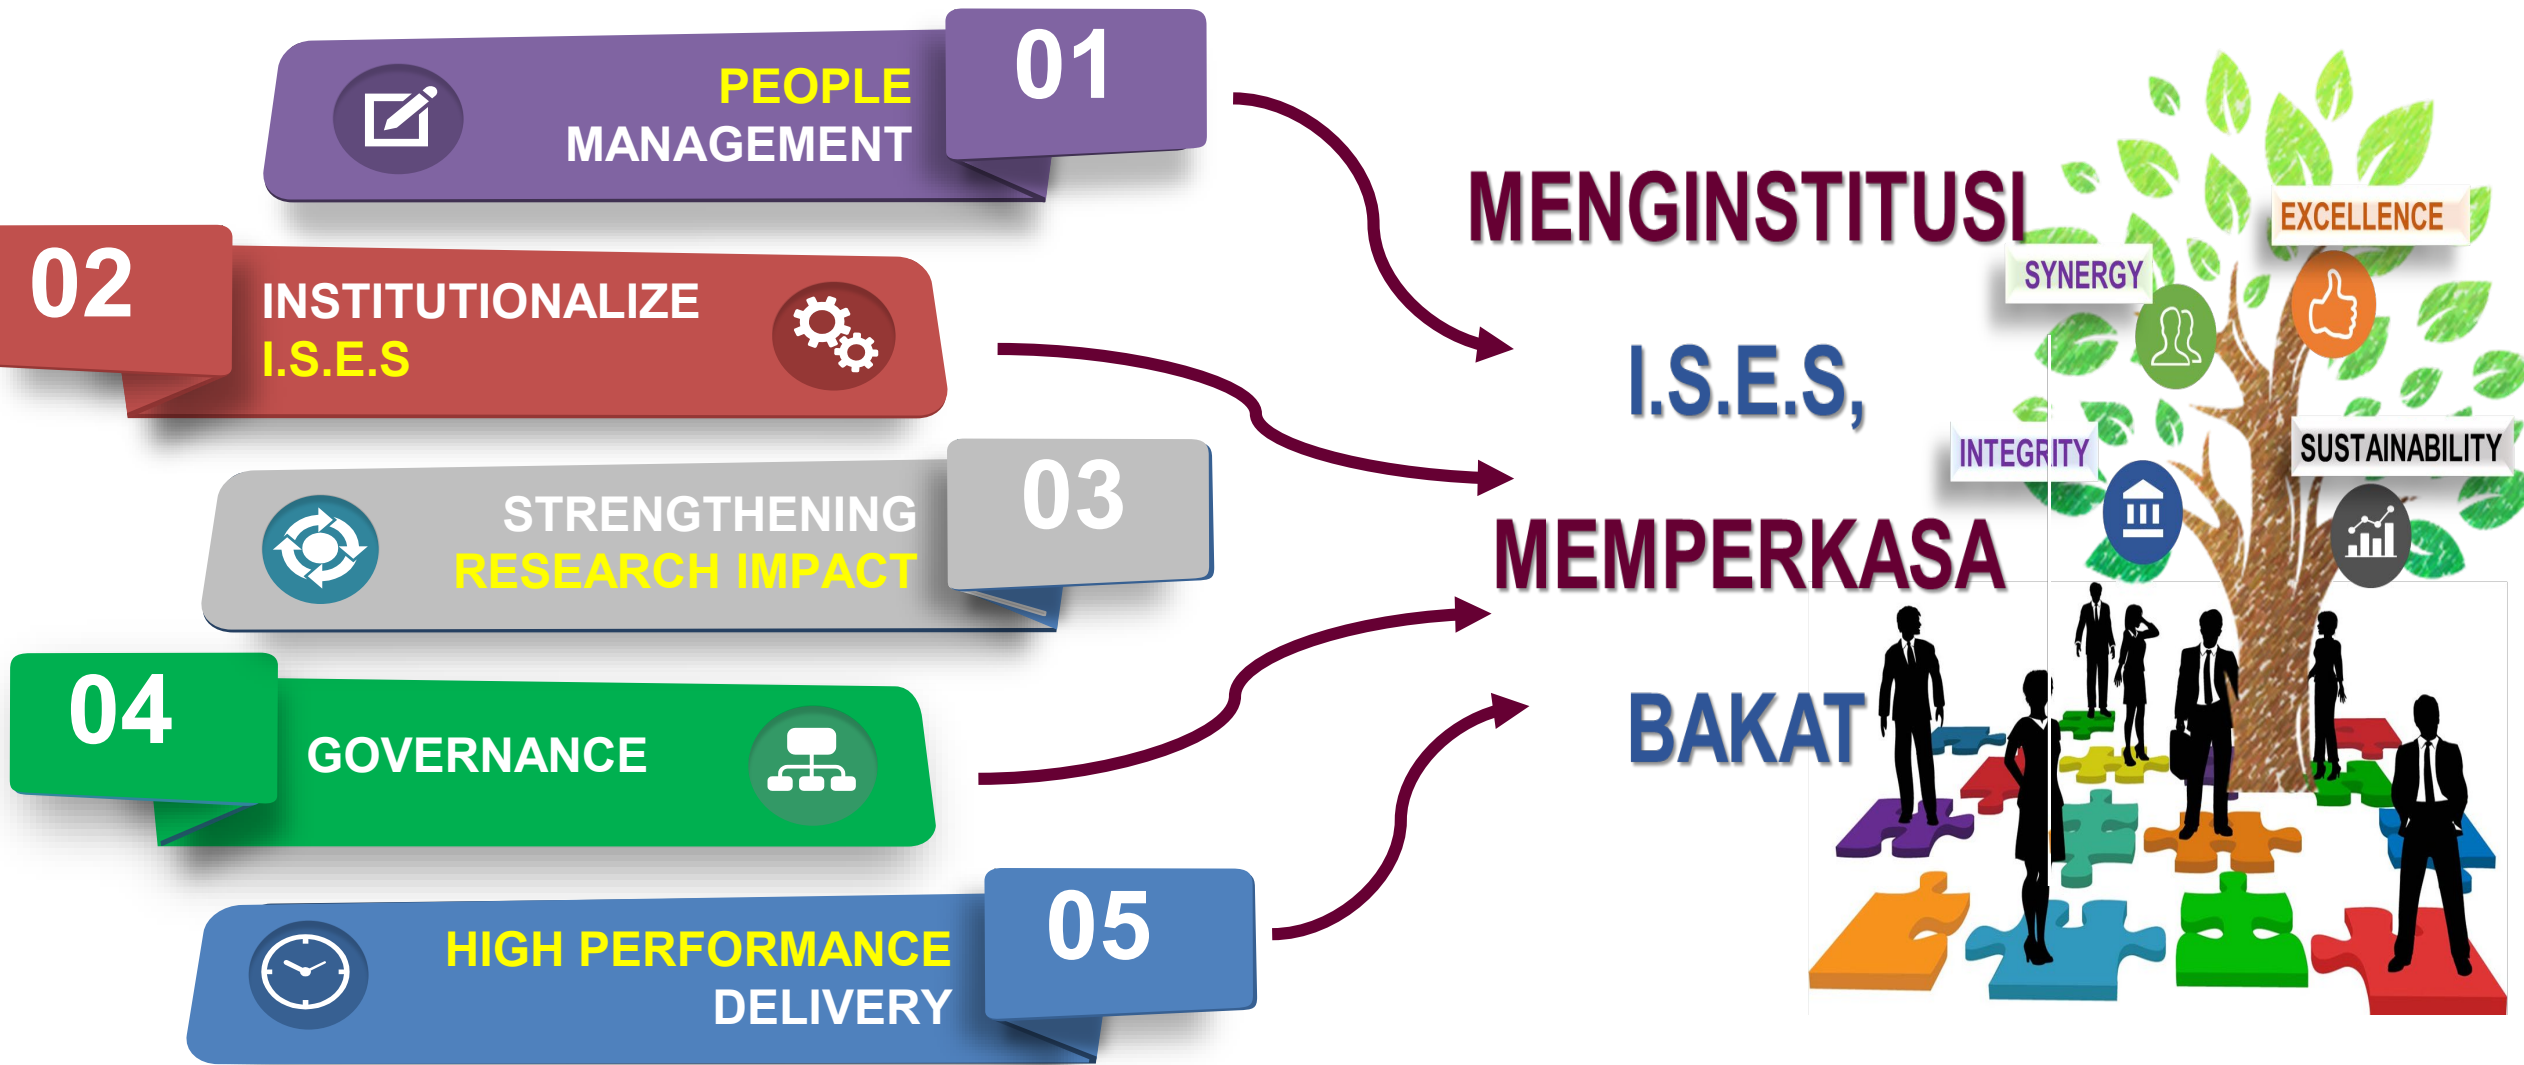 01
PEOPLE
MANAGEMENT
02
INSTITUTIONALIZE
I.S.E.S
03
STRENGTHENING
RESEARCH IMPACT
04
GOVERNANCE
05
HIGH PERFORMANCE
DELIVERY
MENGINSTITUSI
I.S.E.S,
MEMPERKASA
BAKAT
EXCELLENCE
SYNERGY
INTEGRITY
SUSTAINABILITY